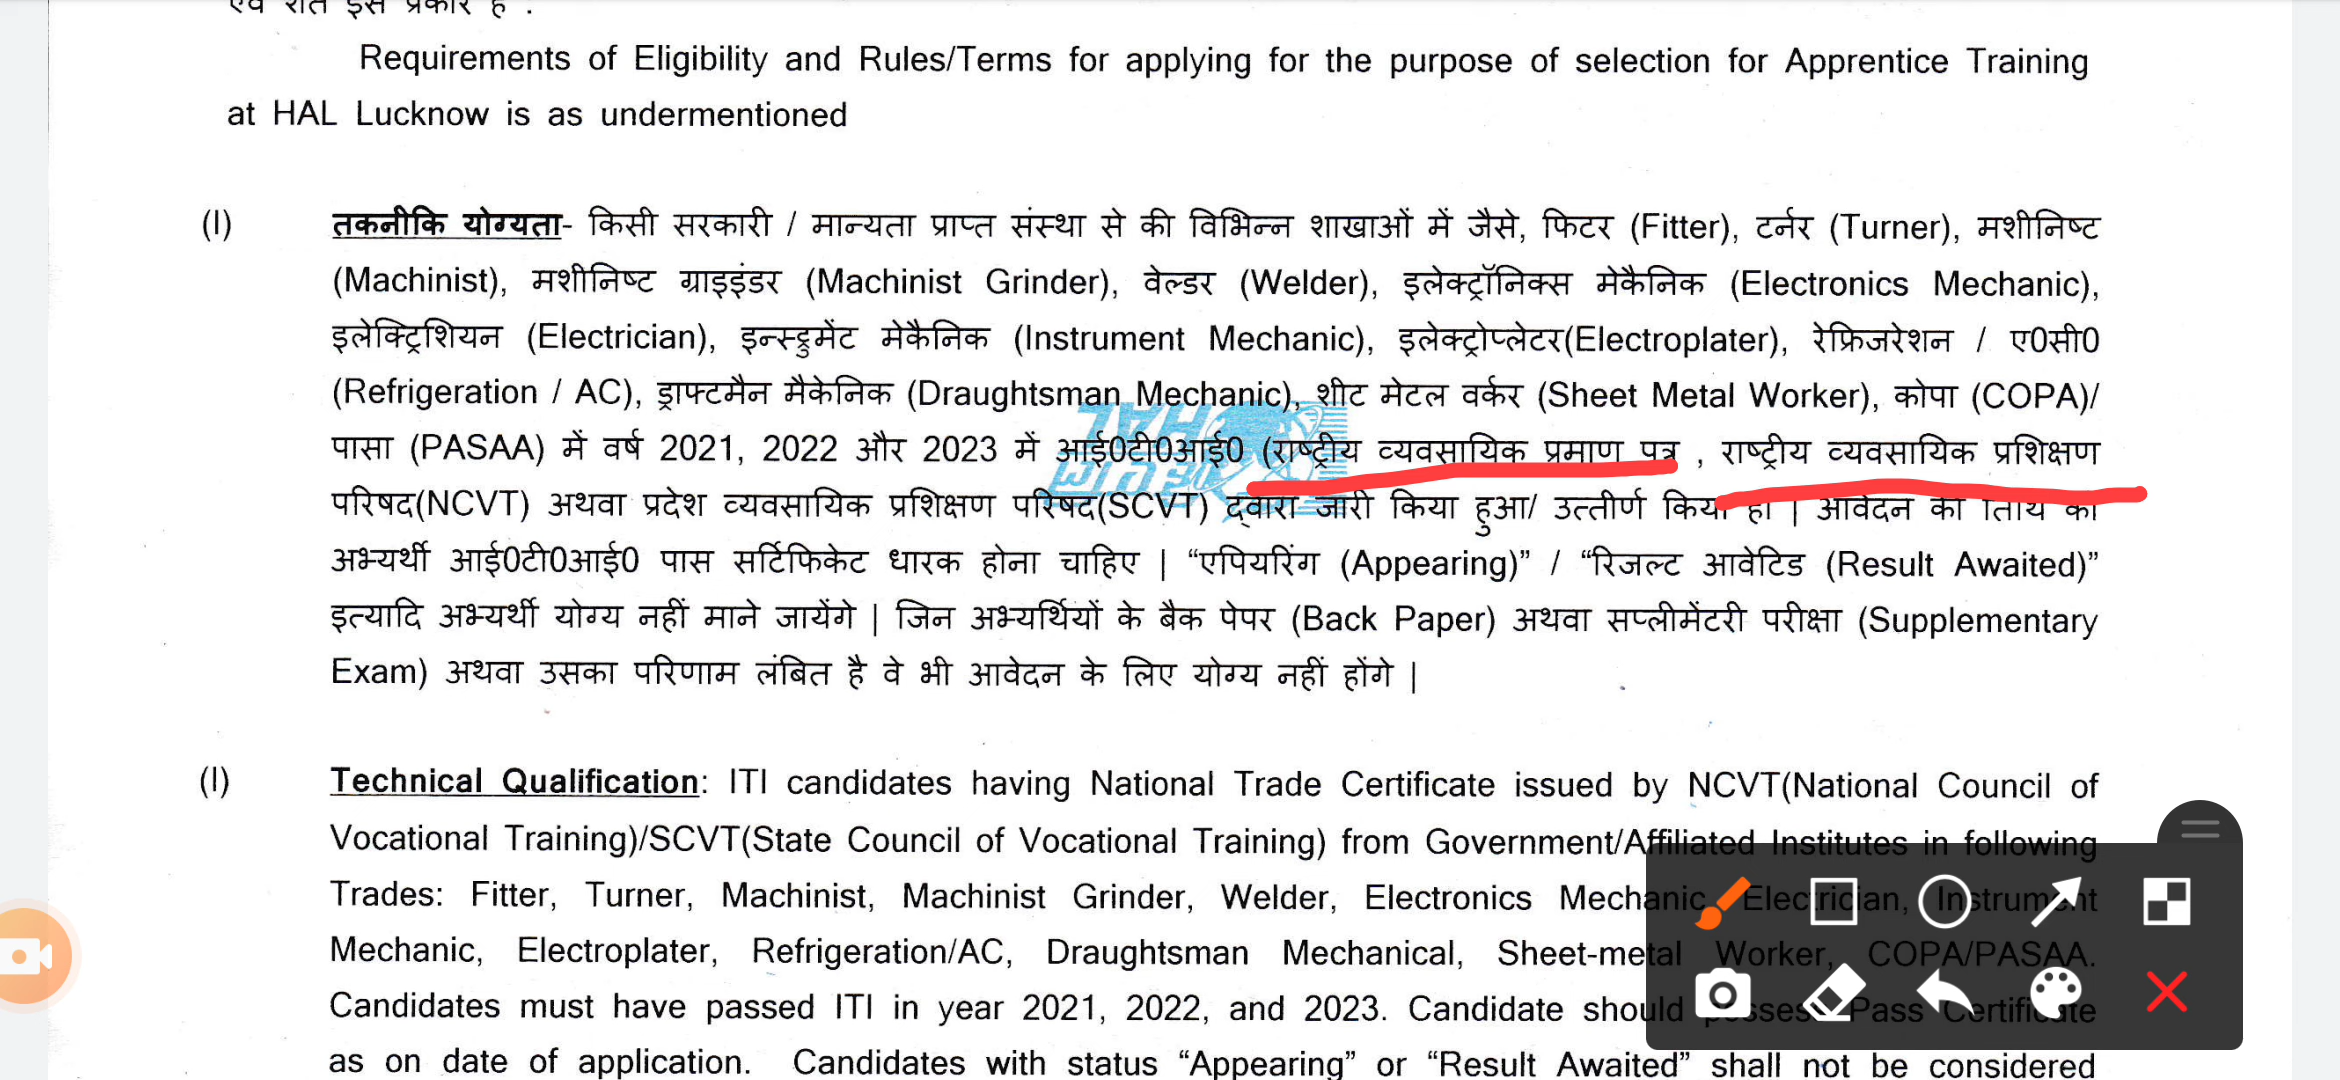 एवं शर्ते इस प्रकार है :
Requirements of Eligibility and Rules/Terms for applying for the purpose of selection for Apprentice Training
at HAL Lucknow is as undermentioned
(I) तकनीकि योग्यता- किसी सरकारी / मान्यता प्राप्त संस्था से की विभिन्न शाखाओं में जैसे, फिटर (Fitter), टर्नर (Turner), मशीनिष्ट
(Machinist), मशीनिष्ट ग्राइइंडर (Machinist Grinder), वेल्डर (Welder), इलेक्ट्रॉनिक्स मेकैनिक (Electronics Mechanic),
इलेक्ट्रिशियन (Electrician), इन्स्ट्रुमेंट मेकैनिक (Instrument Mechanic), इलेक्ट्रोप्लेटर(Electroplater), रेफ्रिजरेशन / ए0सी0
(Refrigeration / AC), ड्राफ्टमैन मैकेनिक (Draughtsman Mechanic), शीट मेटल वर्कर (Sheet Metal Worker), कोपा (COPA)/
पासा (PASAA) में वर्ष 2021, 2022 और 2023 में आई0टी0आई0 (राष्ट्रीय व्यवसायिक प्रमाण पत्र , राष्ट्रीय व्यवसायिक प्रशिक्षण
परिषद(NCVT) अथवा प्रदेश व्यवसायिक प्रशिक्षण परिषद(SCVT) द्वारा जारी किया हुआ/ उत्तीर्ण किया हो | आवेदन की तिथि को
अभ्यर्थी आई0टी0आई0 पास सर्टिफिकेट धारक होना चाहिए | “एपियरिंग (Appearing)” / “रिजल्ट आवेटिड (Result Awaited)”
इत्यादि अभ्यर्थी योग्य नहीं माने जायेंगे | जिन अभ्यर्थियों के बैक पेपर (Back Paper) अथवा सप्लीमेंटरी परीक्षा (Supplementary
Exam) अथवा उसका परिणाम लंबित है वे भी आवेदन के लिए योग्य नहीं होंगे |
(I) Technical Qualification: ITI candidates having National Trade Certificate issued by NCVT(National Council of
Vocational Training)/SCVT(State Council of Vocational Training) from Government/Affiliated Institutes in following
Trades: Fitter, Turner, Machinist, Machinist Grinder, Welder, Electronics Mechanic, Electrician, Instrument
Mechanic, Electroplater, Refrigeration/AC, Draughtsman Mechanical, Sheet-metal Worker, COPA/PASAA.
Candidates must have passed ITI in year 2021, 2022, and 2023. Candidate should possess Pass Certificate
as on date of application. Candidates with status “Appearing” or “Result Awaited” shall not be considered